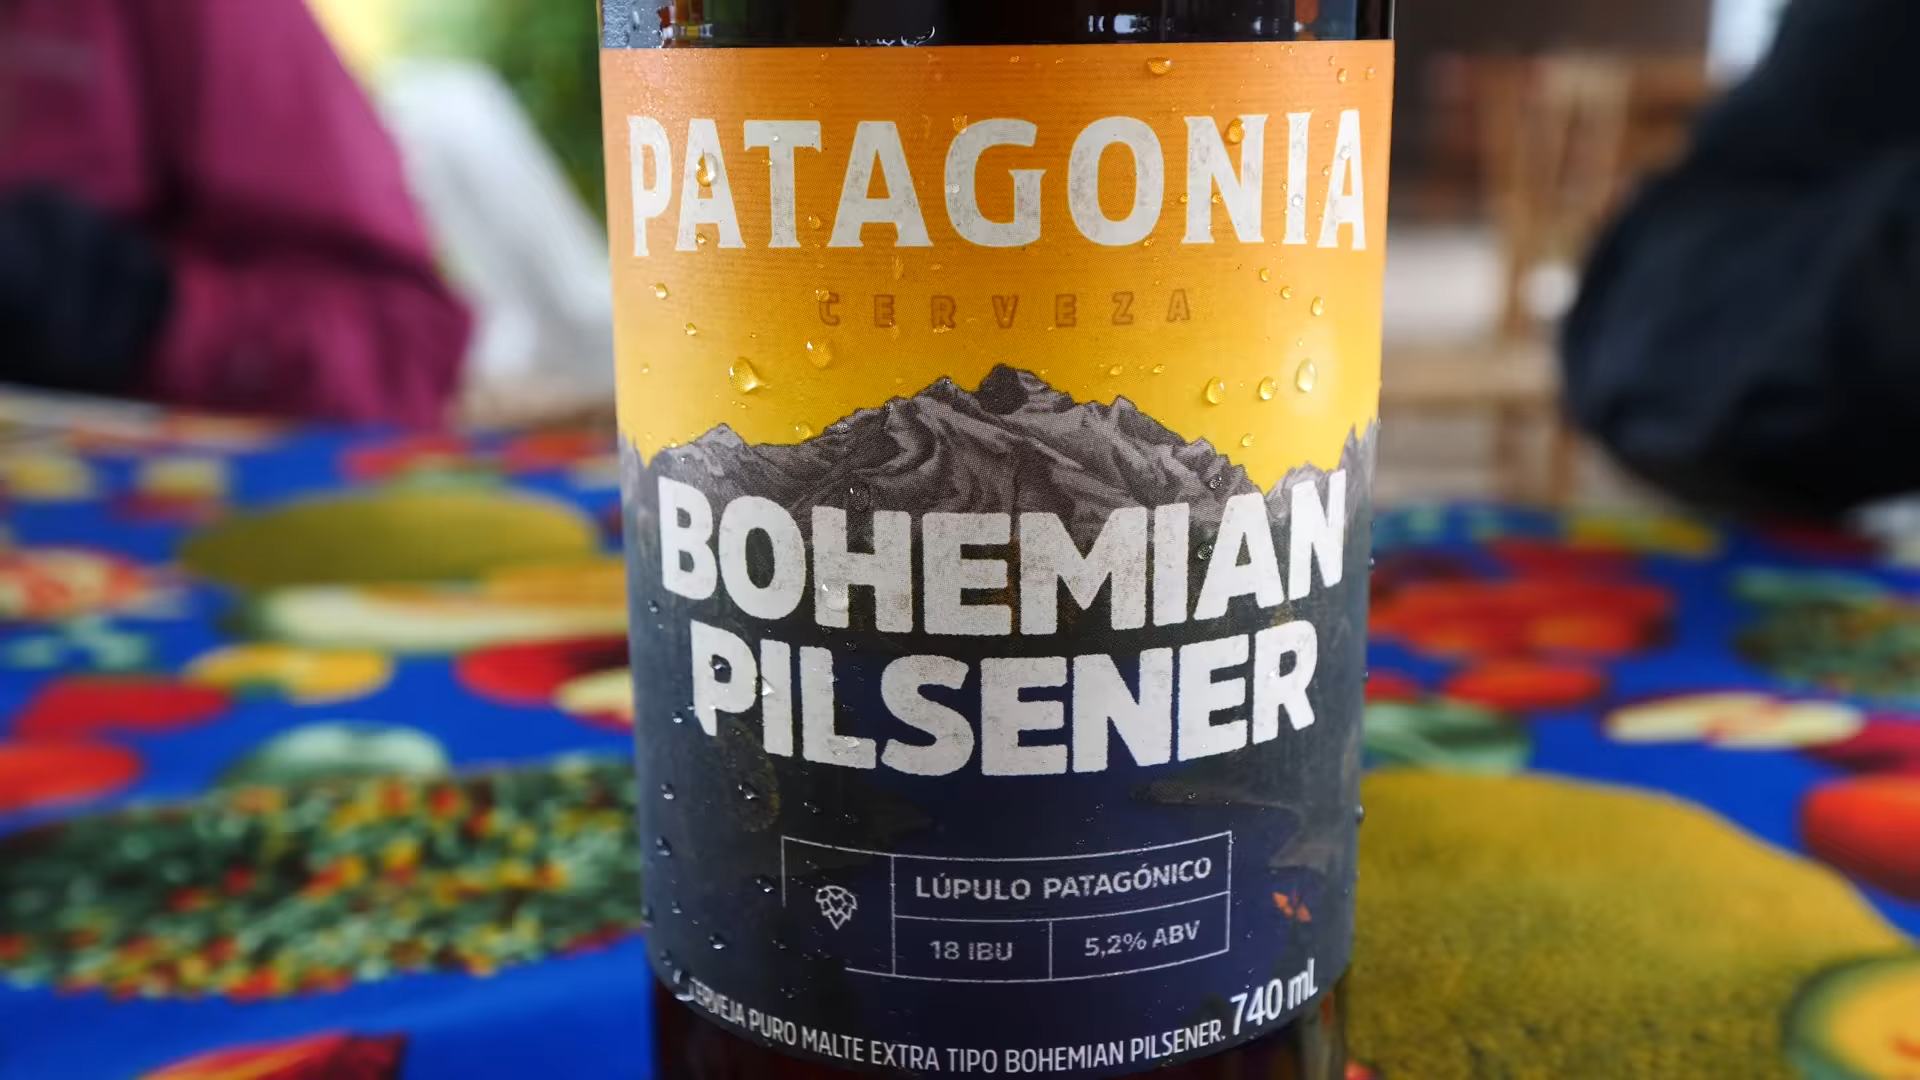 PATAGONIA
CERVEZA
BOHEMIAN
PILSENER
LÚPULO PATAGÓNICO
18 IBU
5,2% ABV
CERVEJA PURO MALTE EXTRA TIPO BOHEMIAN PILSENER. 740 mL